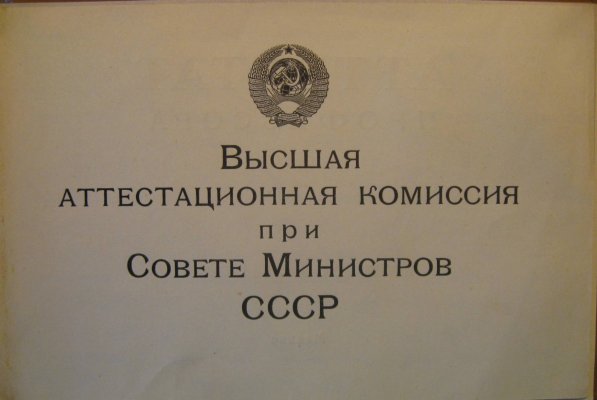 Высшая
аттестационная комиссия
при
Совете Министров
СССР